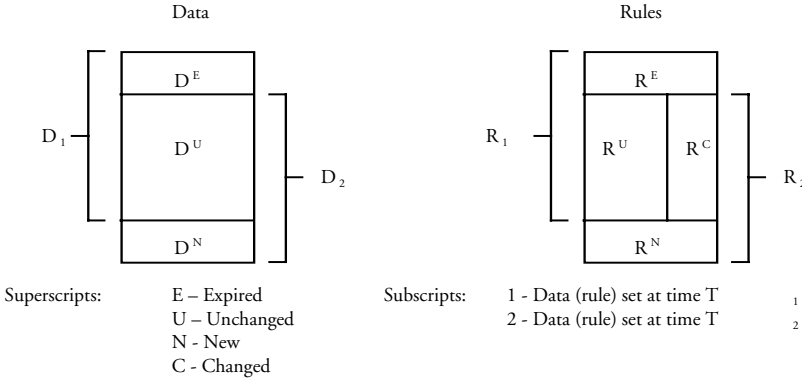 Data
Rules
D E
R E
D 1
D U
R 1
R U
R C
D 2
R 2
D N
R N
Superscripts:
E – Expired
U – Unchanged
N - New
C - Changed
Subscripts:
1 - Data (rule) set at time T 1
2 - Data (rule) set at time T 2